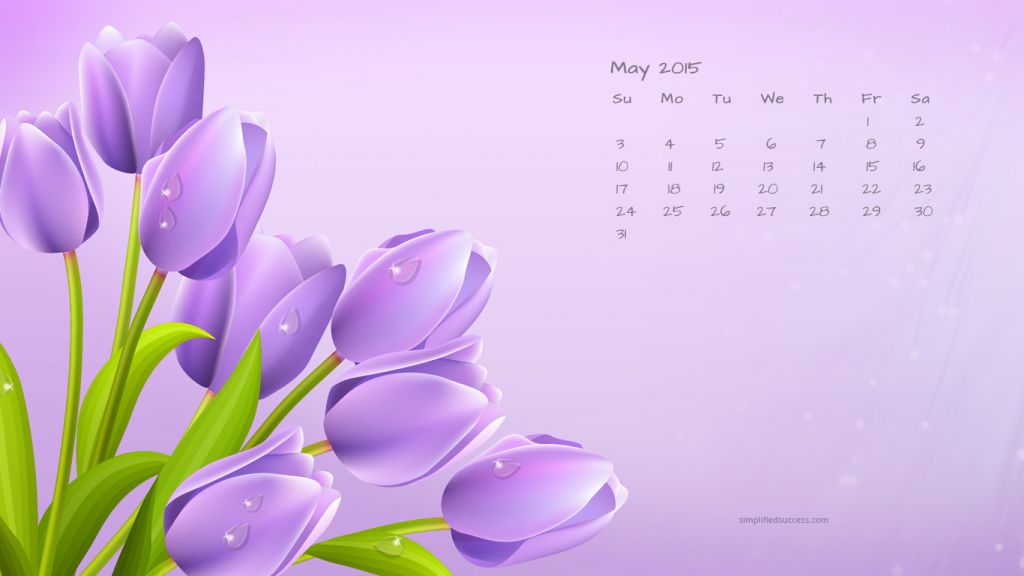 May 2015
Su Mo Tu We Th Fr Sa
1 2
3 4 5 6 7 8 9
10 11 12 13 14 15 16
17 18 19 20 21 22 23
24 25 26 27 28 29 30
31
simplifiedsuccess.com